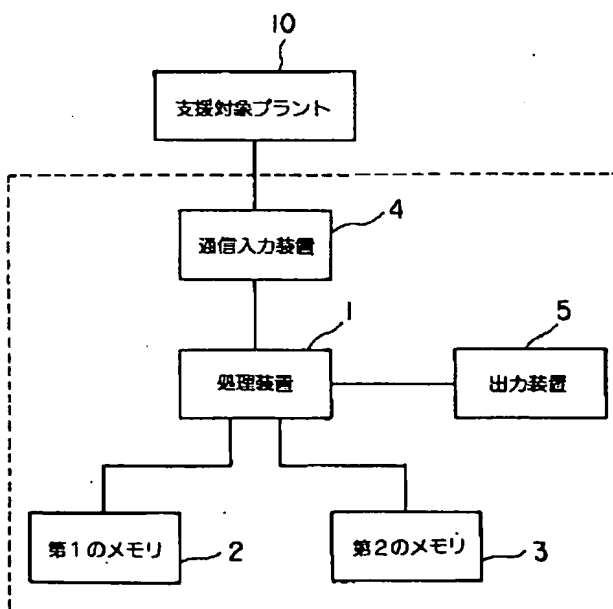 10
支援対象プラント
4
通信入力装置
1
5
処理装置
出力装置
第1のメモリ
2
第2のメモリ
3